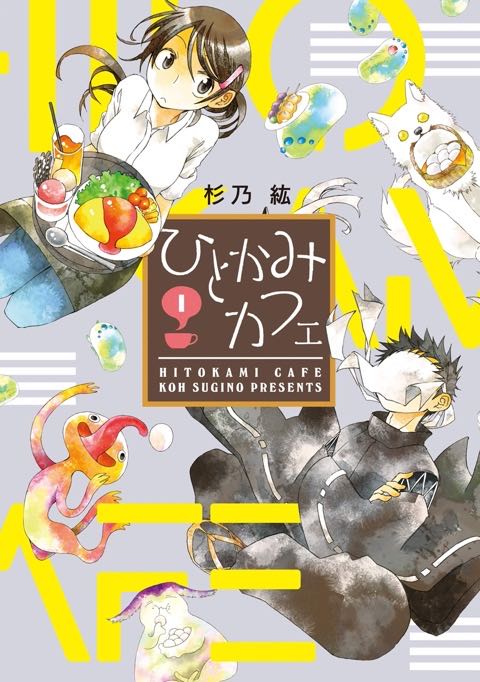 杉乃 紘
ひとかみ
カフェ
1
HITOKAMI CAFE
KOH SUGINO PRESENTS